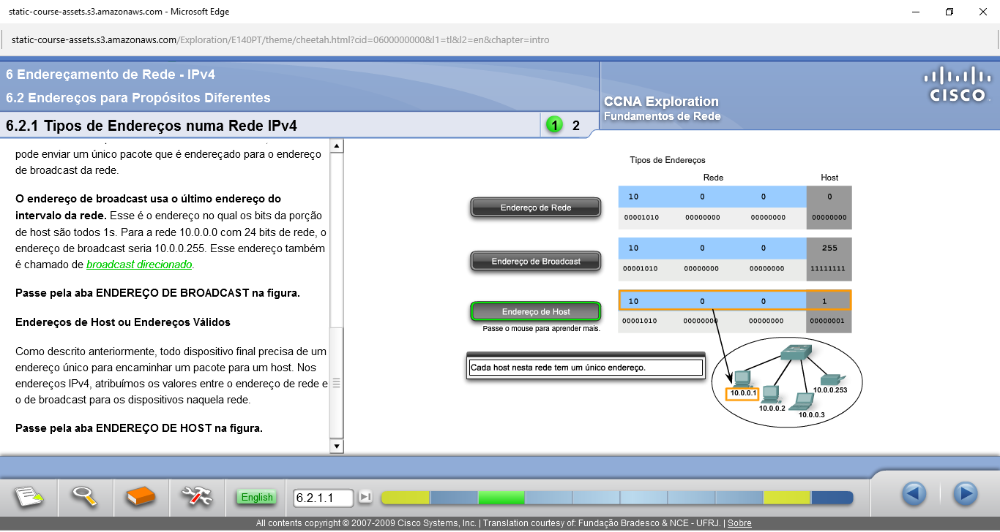 static-course-assets.s3.amazonaws.com - Microsoft Edge
static-course-assets.s3.amazonaws.com/Exploration/E140PT/theme/cheetah.html?cid=0600000000&l1=tl&l2=en&chapter=intro
6 Endereçamento de Rede - IPv4
6.2 Endereços para Propósitos Diferentes
CCNA Exploration
Fundamentos de Rede
CISCO
6.2.1 Tipos de Endereços numa Rede IPv4
1 2
pode enviar um único pacote que é endereçado para o endereço
de broadcast da rede.
O endereço de broadcast usa o último endereço do
intervalo da rede. Esse é o endereço no qual os bits da porção
de host são todos 1s. Para a rede 10.0.0.0 com 24 bits de rede, o
endereço de broadcast seria 10.0.0.255. Esse endereço também
é chamado de broadcast direcionado.
Passe pela aba ENDEREÇO DE BROADCAST na figura.
Endereços de Host ou Endereços Válidos
Como descrito anteriormente, todo dispositivo final precisa de um
endereço único para encaminhar um pacote para um host. Nos
endereços IPv4, atribuímos os valores entre o endereço de rede e
o de broadcast para os dispositivos naquela rede.
Passe pela aba ENDEREÇO DE HOST na figura.
Tipos de Endereços
Rede Host
Endereço de Rede
10 0 0 0
00001010 00000000 00000000 00000000
Endereço de Broadcast
10 0 0 255
00001010 00000000 00000000 11111111
Endereço de Host
Passe o mouse para aprender mais.
10 0 0 1
00001010 00000000 00000000 00000001
Cada host nesta rede tem um único endereço.
10.0.0.1
10.0.0.2
10.0.0.3
10.0.0.253
English
6.2.1.1
All contents copyright © 2007-2009 Cisco Systems, Inc. | Translation courtesy of: Fundação Bradesco & NCE - UFRJ. | Sobre